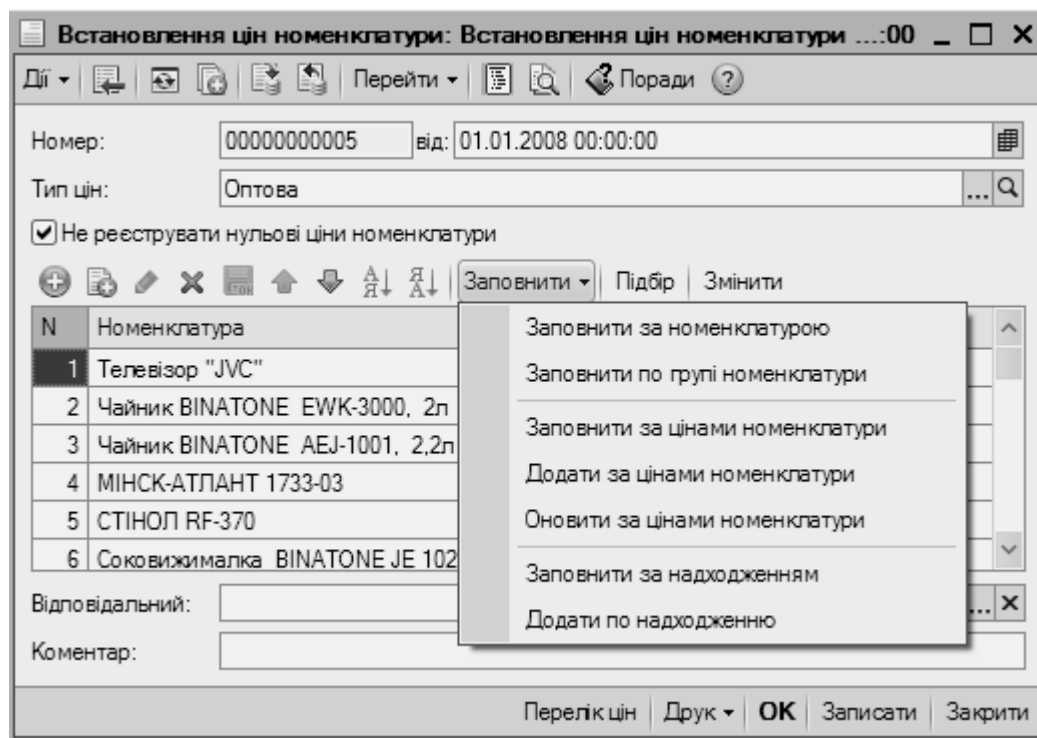 Встановлення цін номенклатури: Встановлення цін номенклатури ...:00
Дії Перейти Поради ?
Номер: 00000000005 від: 01.01.2008 00:00:00
Тип цін: Оптова ...
Не реєструвати нульові ціни номенклатури
Заповнити Підбір Змінити
N Номенклатура
Заповнити за номенклатурою
1 Телевізор "JVC"
Заповнити по групі номенклатури
2 Чайник BINATONE EWK-3000, 2л
Заповнити за цінами номенклатури
3 Чайник BINATONE AEJ-1001, 2,2л
4 МІНСК-АТЛАНТ 1733-03
Додати за цінами номенклатури
5 СТІНОЛ RF-370
Оновити за цінами номенклатури
6 Соковижималка BINATONE JE 102
Заповнити за надходженням
Відповідальний: ...
Додати по надходженню
Коментар:
Перелік цін Друк OK Записати Закрити